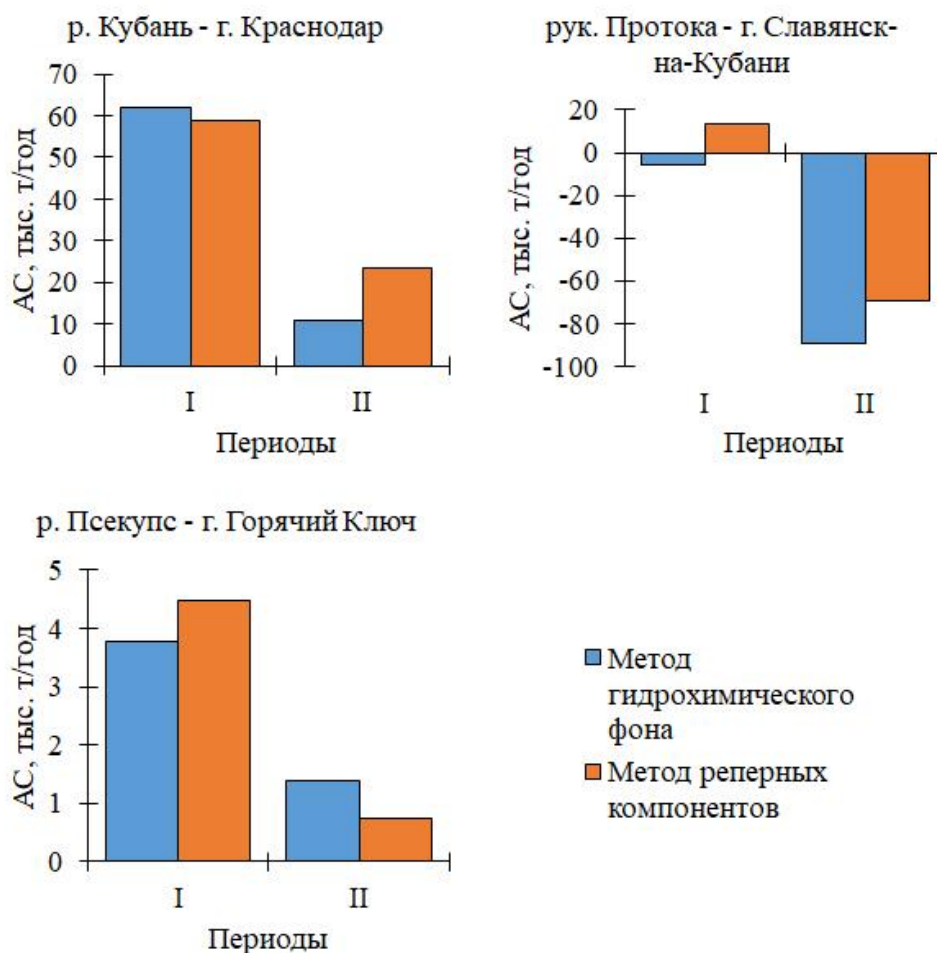 р. Кубань - г. Краснодар
АС, тыс. т/год
70
60
50
40
30
20
10
0
I
II
Периоды
рук. Протока - г. Славянск-
на-Кубани
АС, тыс. т/год
20
0
-20
-40
-60
-80
-100
I
II
Периоды
р. Псекупс - г. Горячий Ключ
АС, тыс. т/год
5
4
3
2
1
0
I
II
Периоды
Метод
гидрохимического
фона
Метод реперных
компонентов